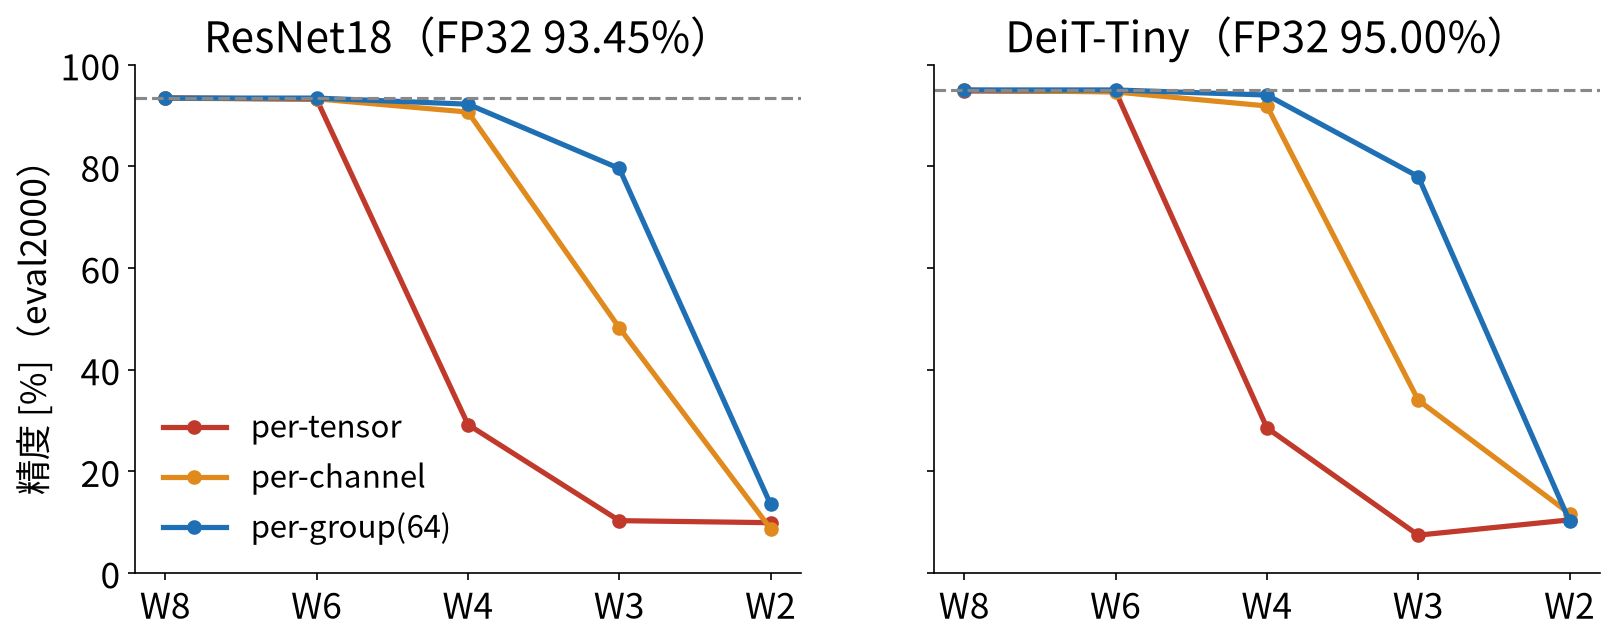 ResNet18（FP32 93.45%）
DeiT-Tiny（FP32 95.00%）
精度 [%]（eval2000）
100
80
60
40
20
0
per-tensor
per-channel
per-group(64)
W8 W6 W4 W3 W2
W8 W6 W4 W3 W2